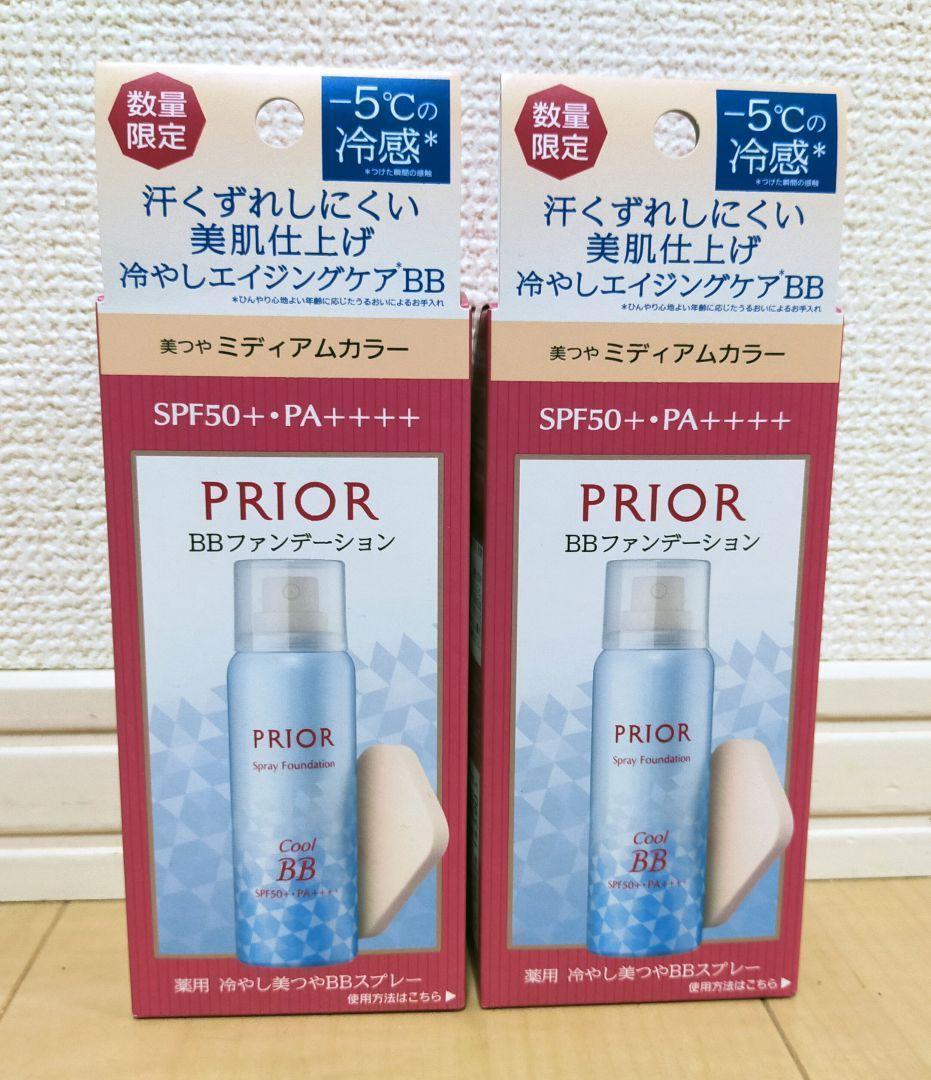 数量
限定
-5℃の
冷感*
*つけた瞬間の感触
汗くずれしにくい
美肌仕上げ
冷やしエイジングケア*BB
*ひんやり心地よい年齢に応じたうるおいによるお手入れ
美つや ミディアムカラー
SPF50+・PA++++
PRIOR
BBファンデーション
PRIOR
Spray Foundation
Cool
BB
SPF50+・PA++++
薬用 冷やし美つやBBスプレー
使用方法はこちら▶
数量
限定
-5℃の
冷感*
*つけた瞬間の感触
汗くずれしにくい
美肌仕上げ
冷やしエイジングケア*BB
*ひんやり心地よい年齢に応じたうるおいによるお手入れ
美つや ミディアムカラー
SPF50+・PA++++
PRIOR
BBファンデーション
PRIOR
Spray Foundation
Cool
BB
SPF50+・PA++++
薬用 冷やし美つやBBスプレー
使用方法はこちら▶